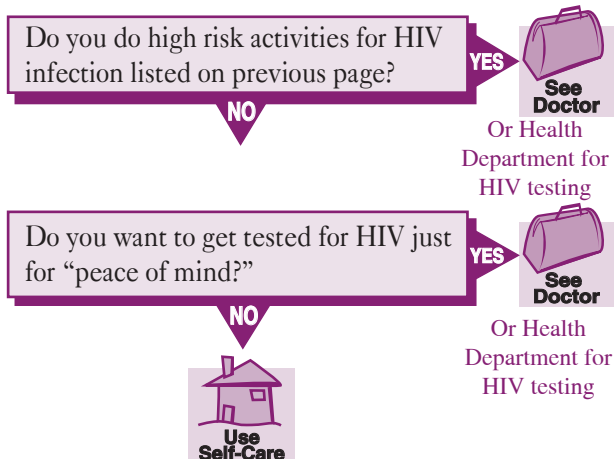 Do you do high risk activities for HIV
infection listed on previous page?
YES
See
Doctor
Or Health
Department for
HIV testing
NO
Do you want to get tested for HIV just
for “peace of mind?”
YES
See
Doctor
Or Health
Department for
HIV testing
NO
Use
Self-Care